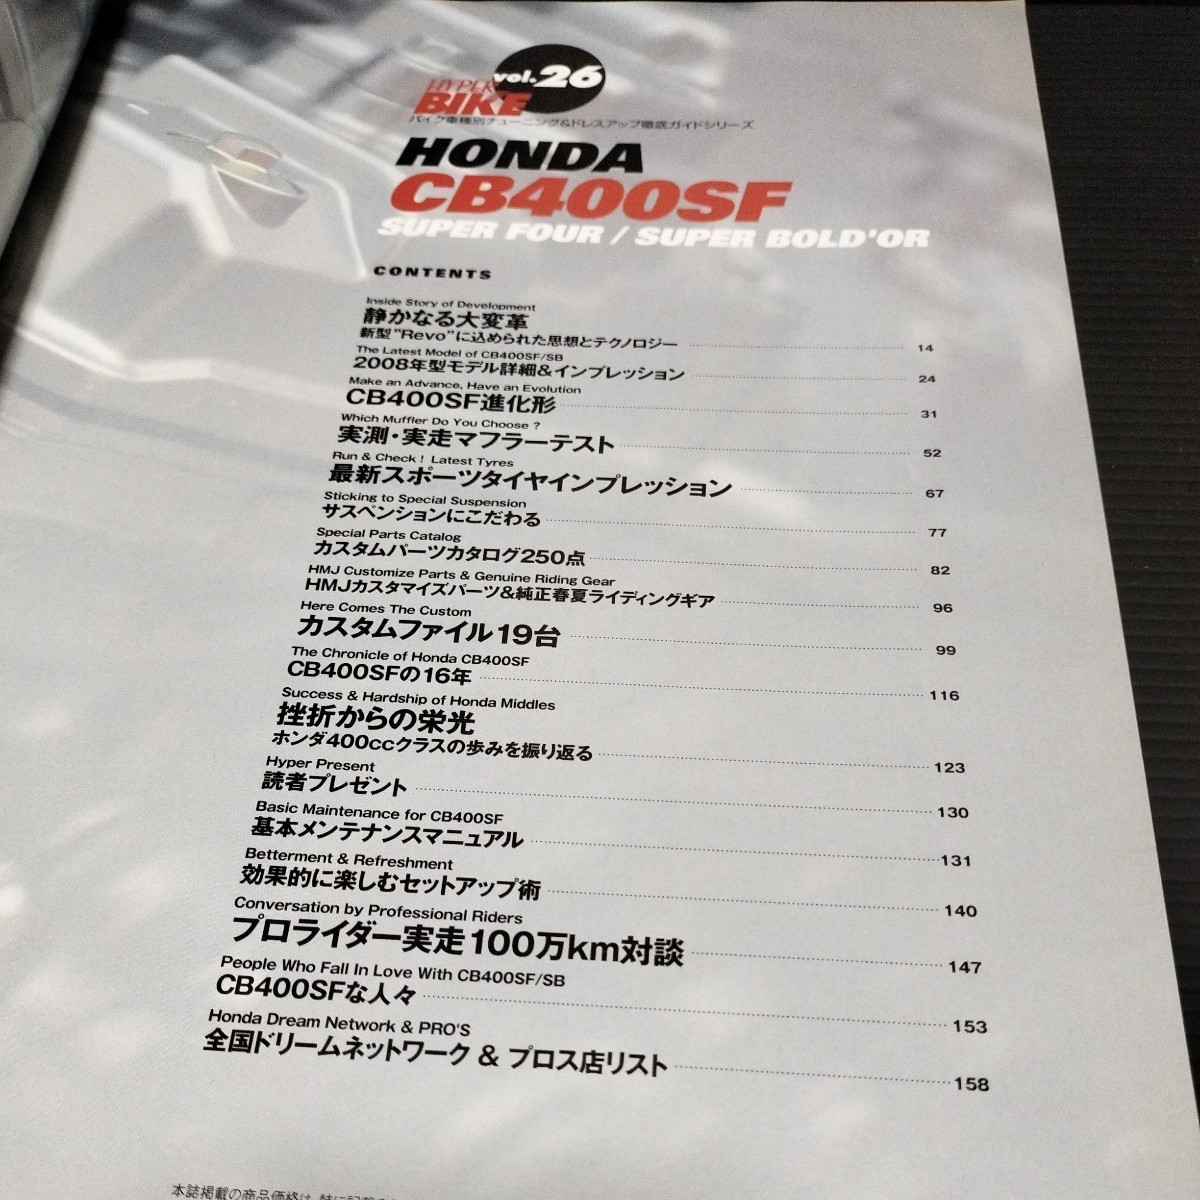 HYPER
BIKE
vol.26
バイク車種別チューニング&ドレスアップ徹底ガイドシリーズ
HONDA
CB400SF
SUPER FOUR / SUPER BOLD'OR
CONTENTS
Inside Story of Development
静かなる大変革
新型"Revo"に込められた思想とテクノロジー 14
The Latest Model of CB400SF/SB
2008年型モデル詳細&インプレッション 24
Make an Advance, Have an Evolution
CB400SF進化形 31
Which Muffler Do You Choose ?
実測・実走マフラーテスト 52
Run & Check ! Latest Tyres
最新スポーツタイヤインプレッション 67
Sticking to Special Suspension
サスペンションにこだわる 77
Special Parts Catalog
カスタムパーツカタログ250点 82
HMJ Customize Parts & Genuine Riding Gear
HMJカスタマイズパーツ&純正春夏ライディングギア 96
Here Comes The Custom
カスタムファイル19台 99
The Chronicle of Honda CB400SF
CB400SFの16年 116
Success & Hardship of Honda Middles
挫折からの栄光
ホンダ400ccクラスの歩みを振り返る 123
Hyper Present
読者プレゼント 130
Basic Maintenance for CB400SF
基本メンテナンスマニュアル 131
Betterment & Refreshment
効果的に楽しむセットアップ術 140
Conversation by Professional Riders
プロライダー実走100万km対談 147
People Who Fall In Love With CB400SF/SB
CB400SFな人々 153
Honda Dream Network & PRO'S
全国ドリームネットワーク & プロス店リスト 158
本誌掲載の商品価格は、特に記載の